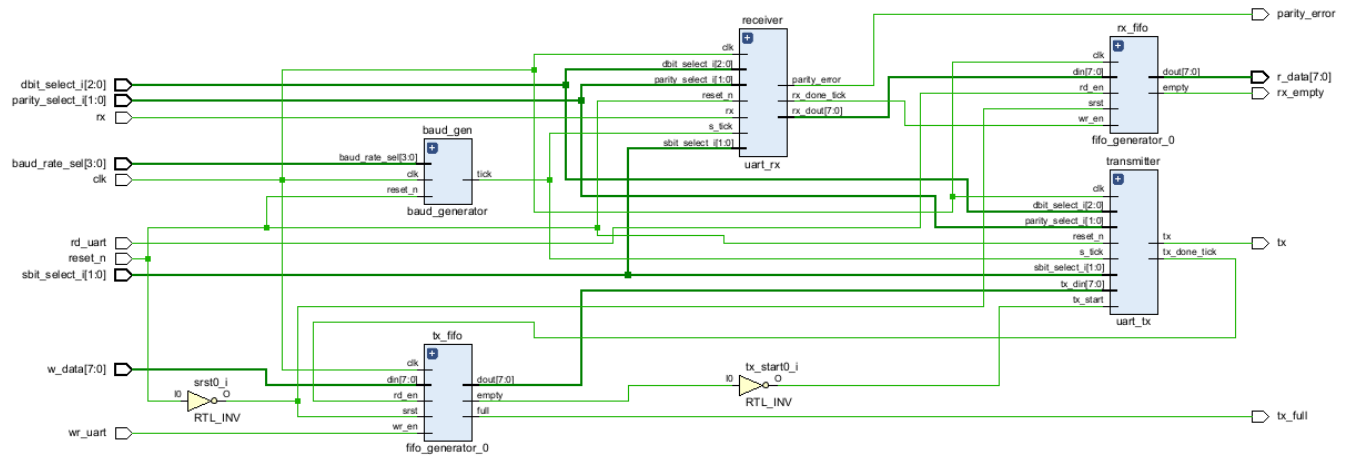 dbit_select_i[2:0]
parity_select_i[1:0]
rx
baud_rate_sel[3:0]
clk
rd_uart
reset_n
sbit_select_i[1:0]
w_data[7:0]
wr_uart
srst0_i
I0
O
RTL_INV
baud_gen
baud_rate_sel[3:0]
clk
reset_n
tick
baud_generator
tx_fifo
clk
din[7:0]
rd_en
srst
wr_en
dout[7:0]
empty
full
fifo_generator_0
receiver
clk
dbit_select_i[2:0]
parity_select_i[1:0]
reset_n
rx
s_tick
sbit_select_i[1:0]
parity_error
rx_done_tick
rx_dout[7:0]
uart_rx
tx_start0_i
I0
O
RTL_INV
rx_fifo
clk
din[7:0]
rd_en
srst
wr_en
dout[7:0]
empty
fifo_generator_0
transmitter
clk
dbit_select_i[2:0]
parity_select_i[1:0]
reset_n
s_tick
sbit_select_i[1:0]
tx_din[7:0]
tx_start
tx
tx_done_tick
uart_tx
parity_error
r_data[7:0]
rx_empty
tx
tx_full